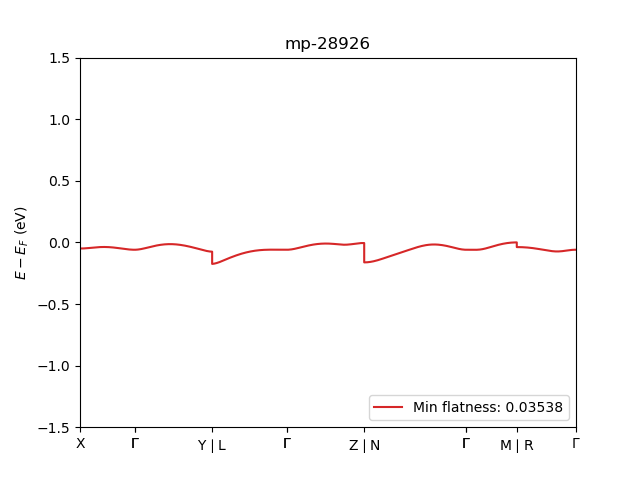 mp-28926
1.5
1.0
0.5
0.0
−0.5
−1.0
−1.5
E − E_F (eV)
Min flatness: 0.03538
X Γ Y | L Γ Z | N Γ M | R Γ